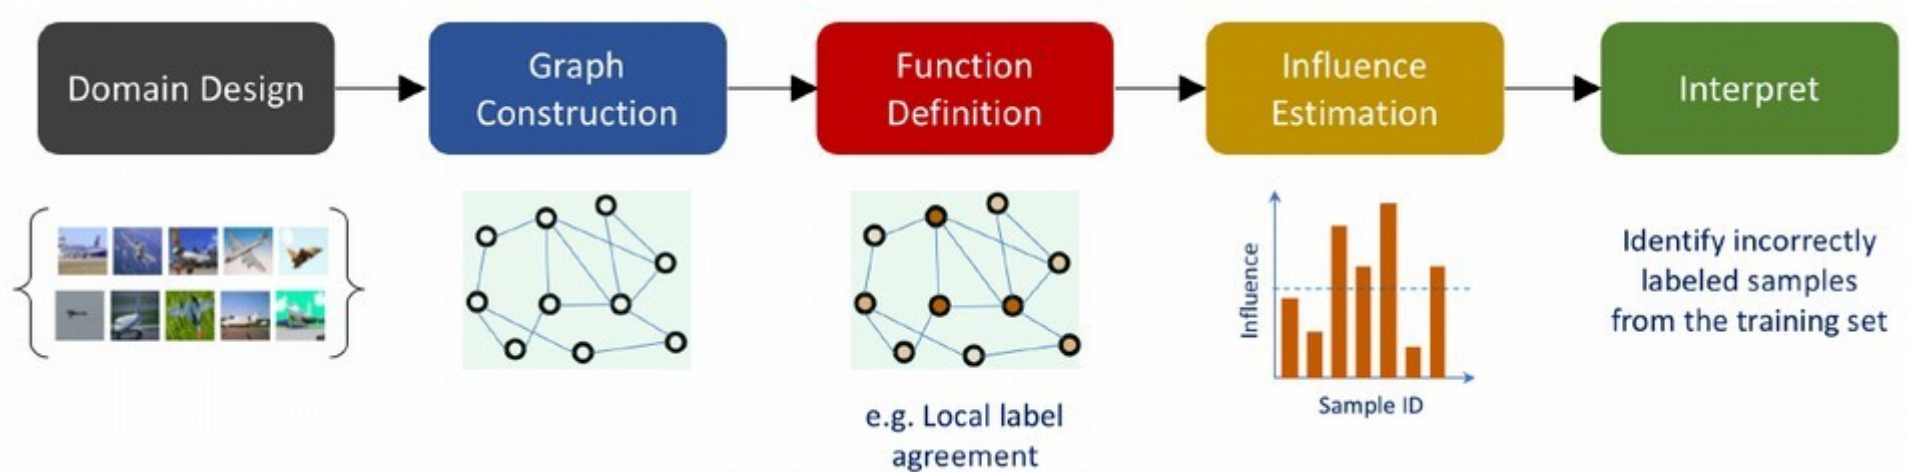 Domain Design
Graph
Construction
Function
Definition
Influence
Estimation
Interpret
e.g. Local label
agreement
Influence
Sample ID
Identify incorrectly
labeled samples
from the training set